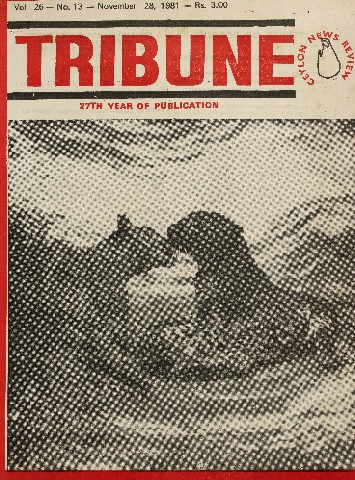 Vol 26 — No. 13 — November 28, 1981 — Rs. 3.00
TRIBUNE
CEYLON NEWS REVIEW
27TH YEAR OF PUBLICATION